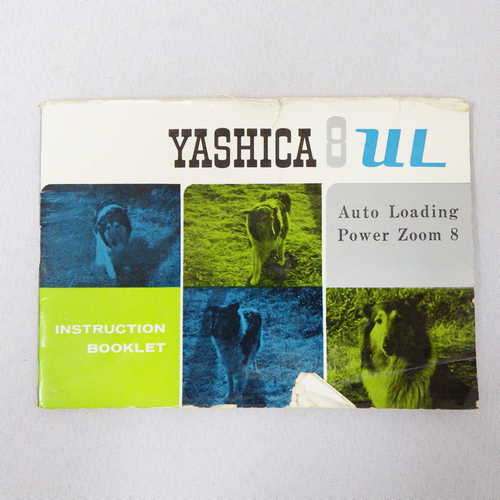 YASHICA 8 UL
Auto Loading
Power Zoom 8
INSTRUCTION
BOOKLET